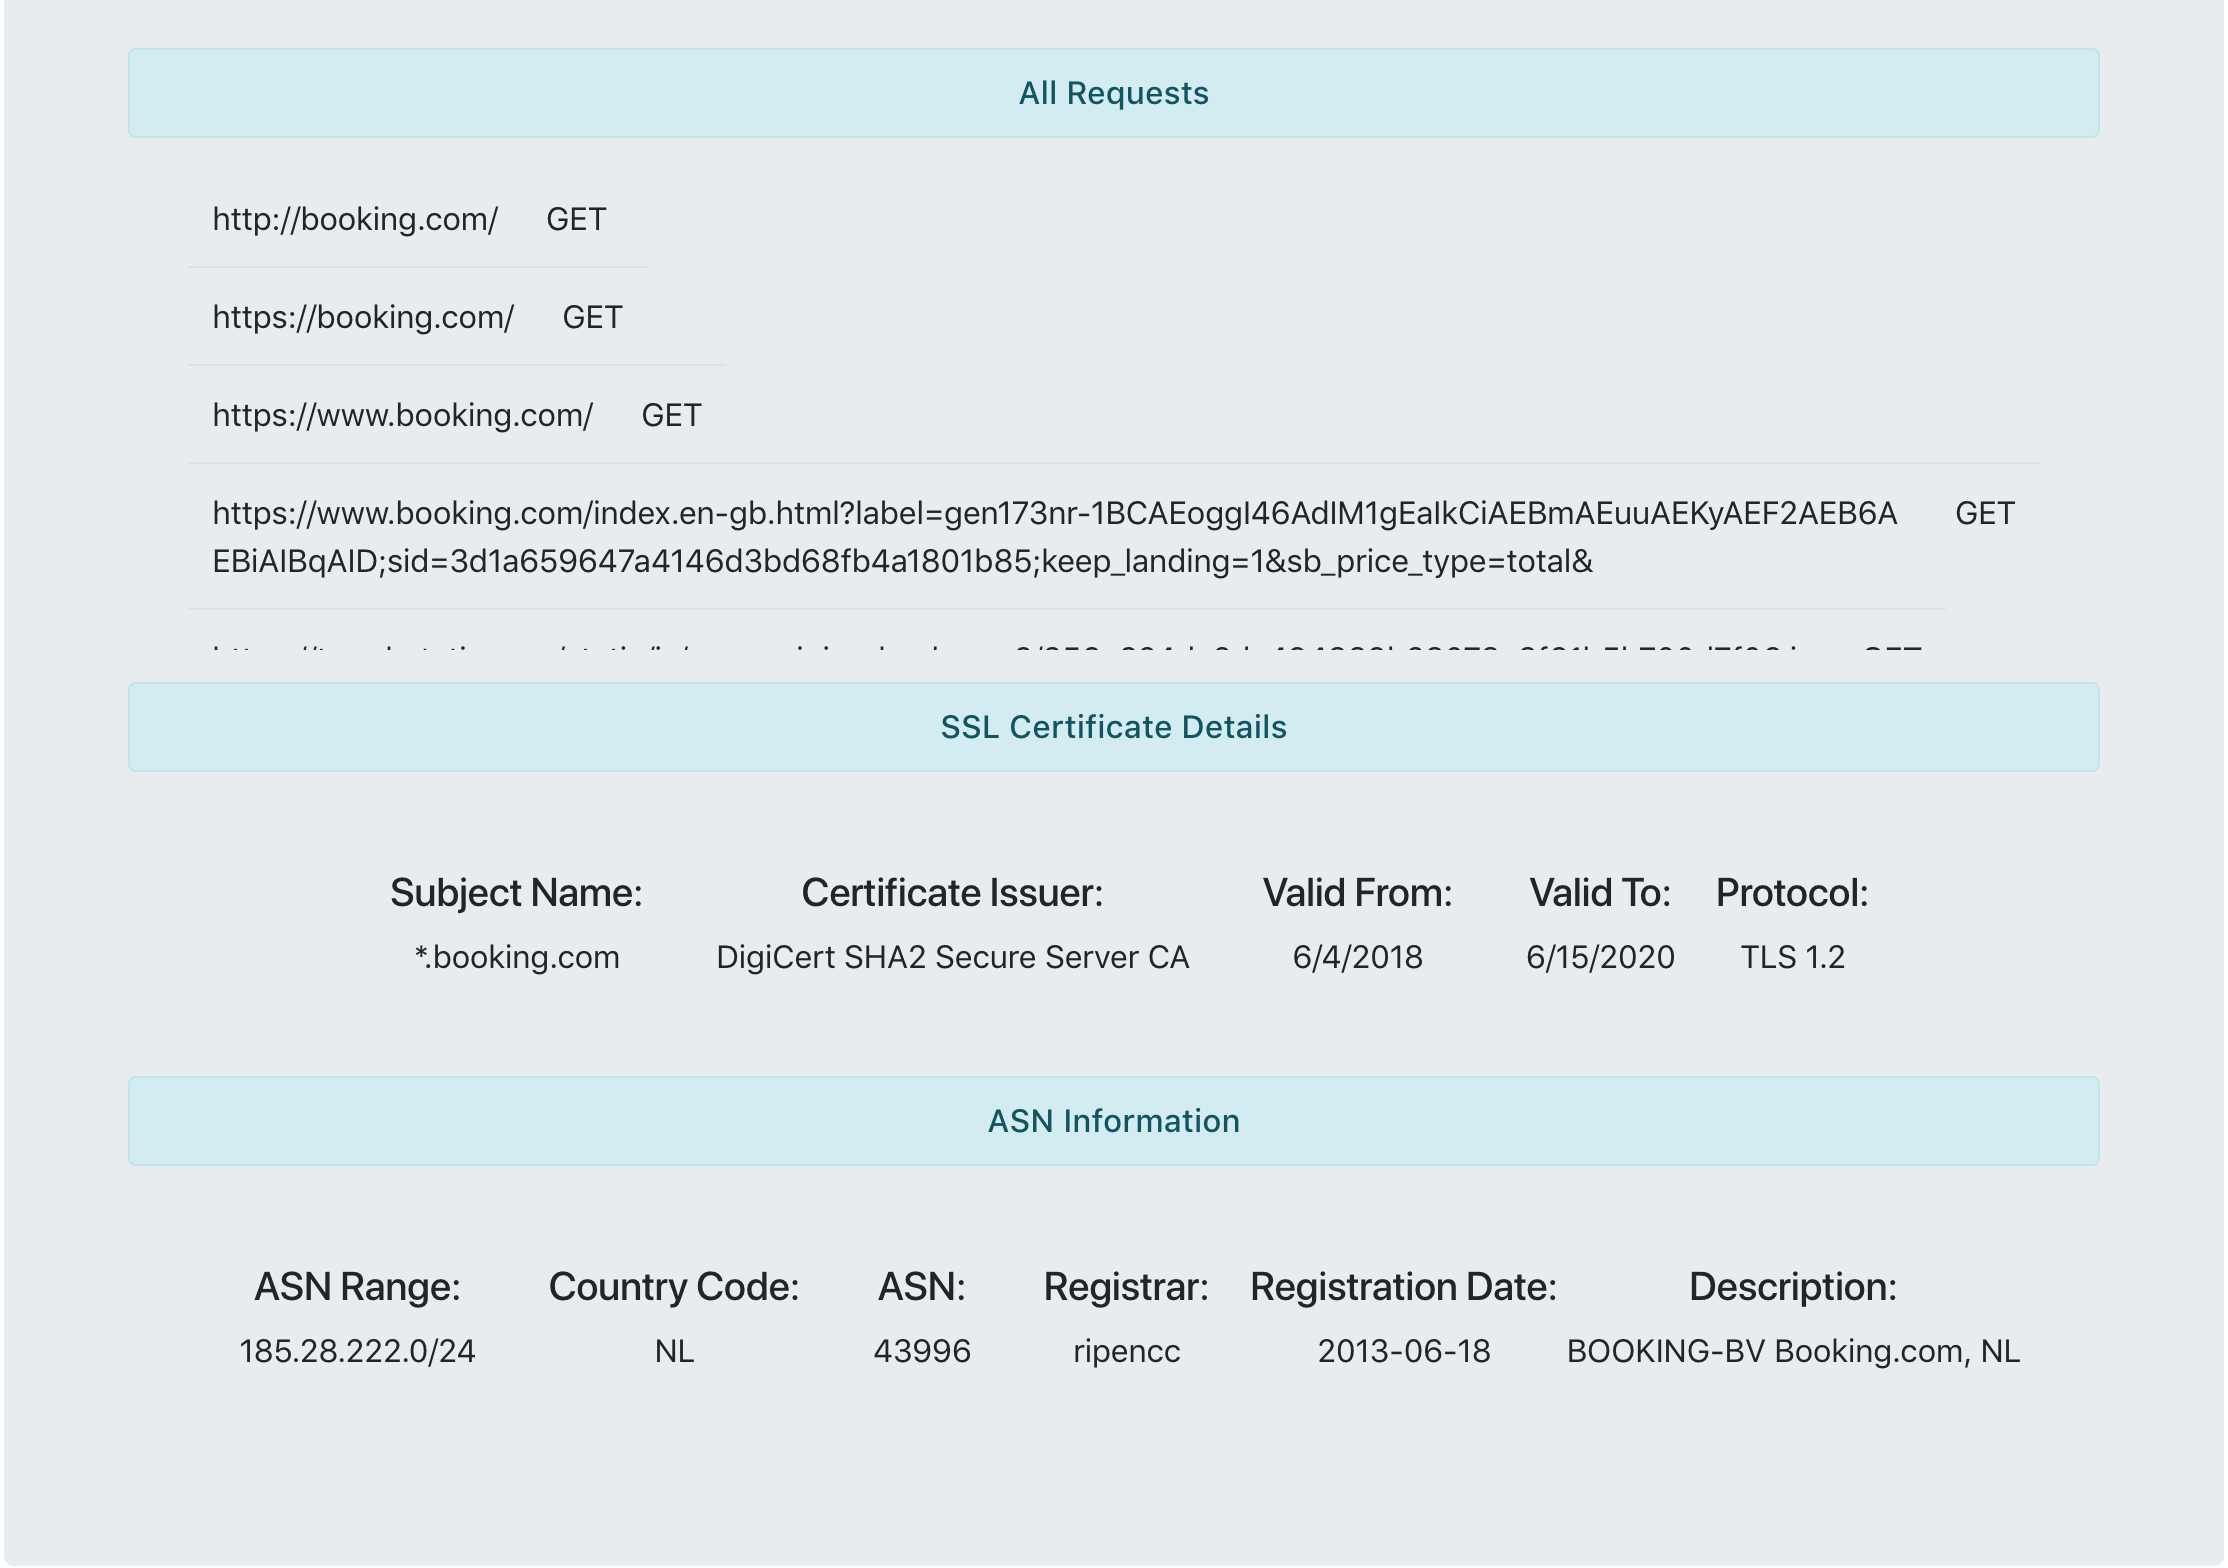 All Requests
http://booking.com/ GET
https://booking.com/ GET
https://www.booking.com/ GET
https://www.booking.com/index.en-gb.html?label=gen173nr-1BCAEoggI46AdIM1gEaIkCiAEBmAEuuAEKyAEF2AEB6A GET
EBiAIBqAID;sid=3d1a659647a4146d3bd68fb4a1801b85;keep_landing=1&sb_price_type=total&
SSL Certificate Details
Subject Name: Certificate Issuer: Valid From: Valid To: Protocol:
*.booking.com DigiCert SHA2 Secure Server CA 6/4/2018 6/15/2020 TLS 1.2
ASN Information
ASN Range: Country Code: ASN: Registrar: Registration Date: Description:
185.28.222.0/24 NL 43996 ripencc 2013-06-18 BOOKING-BV Booking.com, NL